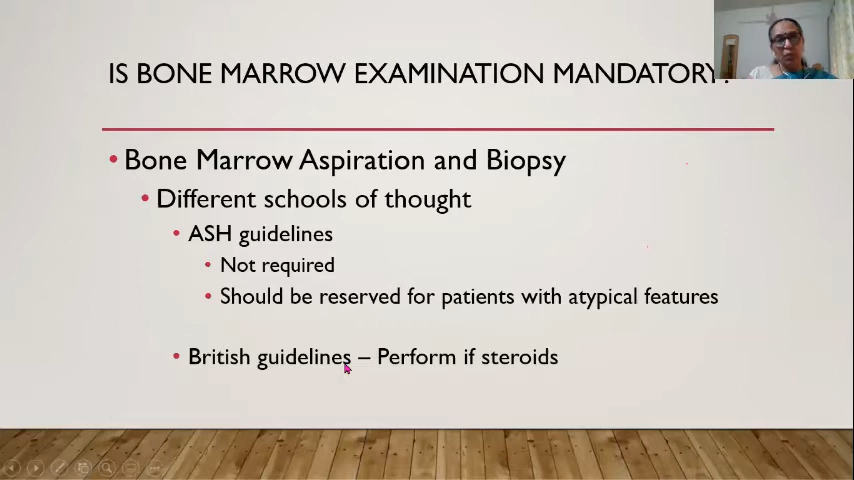 IS BONE MARROW EXAMINATION MANDATORY?
• Bone Marrow Aspiration and Biopsy
• Different schools of thought
• ASH guidelines
• Not required
• Should be reserved for patients with atypical features
• British guidelines – Perform if steroids